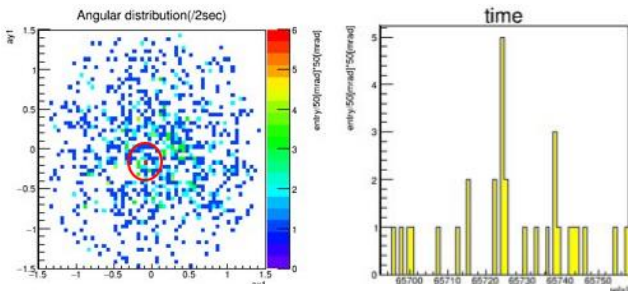 Angular distribution(/2sec)
ay1
1.5
1
0.5
0
−0.5
−1
−1.5
−1.5 −1 −0.5 0 0.5 1 1.5
6
5
4
3
2
1
0
entry/50[mrad]*50[mrad]
time
entry/50[mrad]*50[mrad]
5
4
3
2
1
0
65700 65710 65720 65730 65740 65750